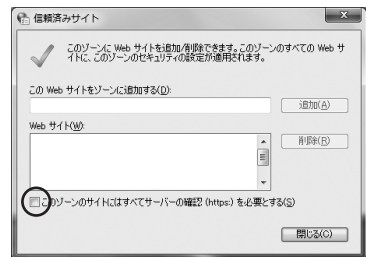 信頼済みサイト
このゾーンに Web サイトを追加/削除できます。このゾーンのすべての Web サ
イトに、このゾーンのセキュリティの設定が適用されます。
この Web サイトをゾーンに追加する(D):
追加(A)
Web サイト(W):
削除(R)
このゾーンのサイトにはすべてサーバーの確認 (https:) を必要とする(S)
閉じる(C)